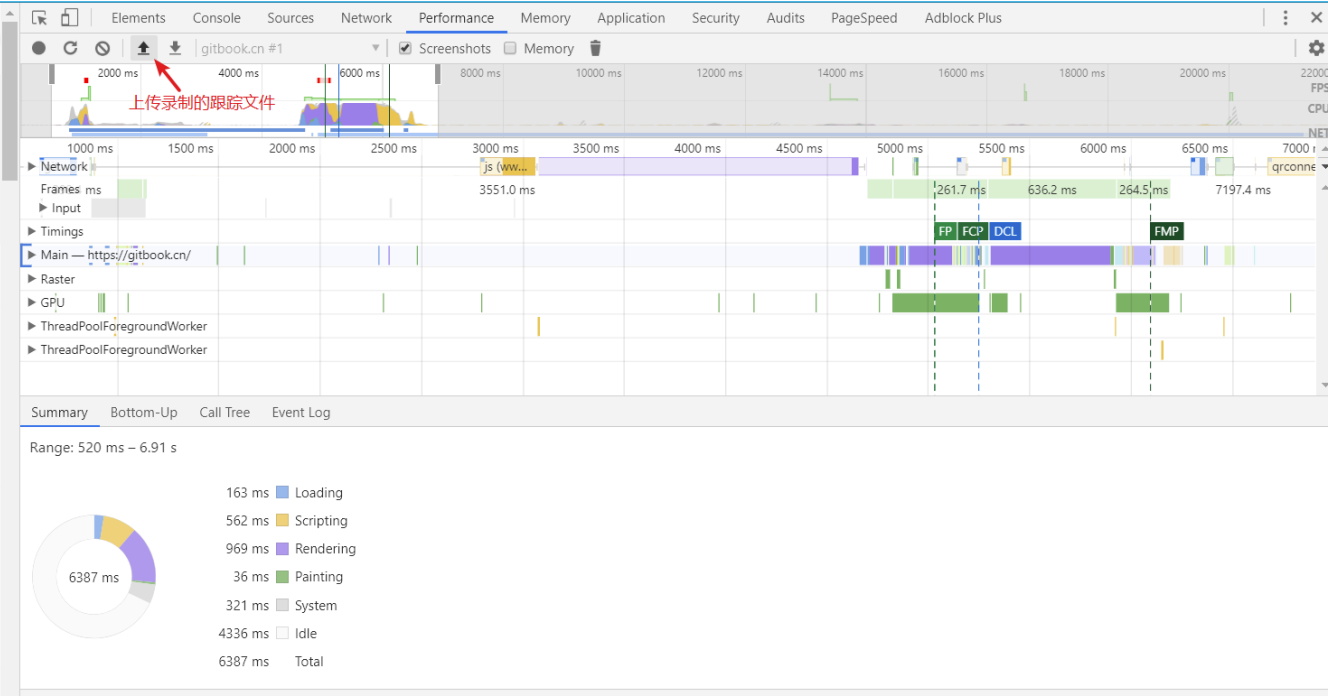 Elements Console Sources Network Performance Memory Application Security Audits PageSpeed Adblock Plus
gitbook.cn #1 Screenshots Memory
2000 ms 4000 ms 6000 ms 8000 ms 10000 ms 12000 ms 14000 ms 16000 ms 18000 ms 20000 ms 22000
FPS
上传录制的跟踪文件
CPU
NET
1000 ms 1500 ms 2000 ms 2500 ms 3000 ms 3500 ms 4000 ms 4500 ms 5000 ms 5500 ms 6000 ms 6500 ms 7000
Network js (ww... qrconne
Frames ms 3551.0 ms 261.7 ms 636.2 ms 264.5 ms 7197.4 ms
Input
Timings FP FCP DCL FMP
Main — https://gitbook.cn/
Raster
GPU
ThreadPoolForegroundWorker
ThreadPoolForegroundWorker
Summary Bottom-Up Call Tree Event Log
Range: 520 ms – 6.91 s
163 ms Loading
562 ms Scripting
969 ms Rendering
6387 ms
36 ms Painting
321 ms System
4336 ms Idle
6387 ms Total